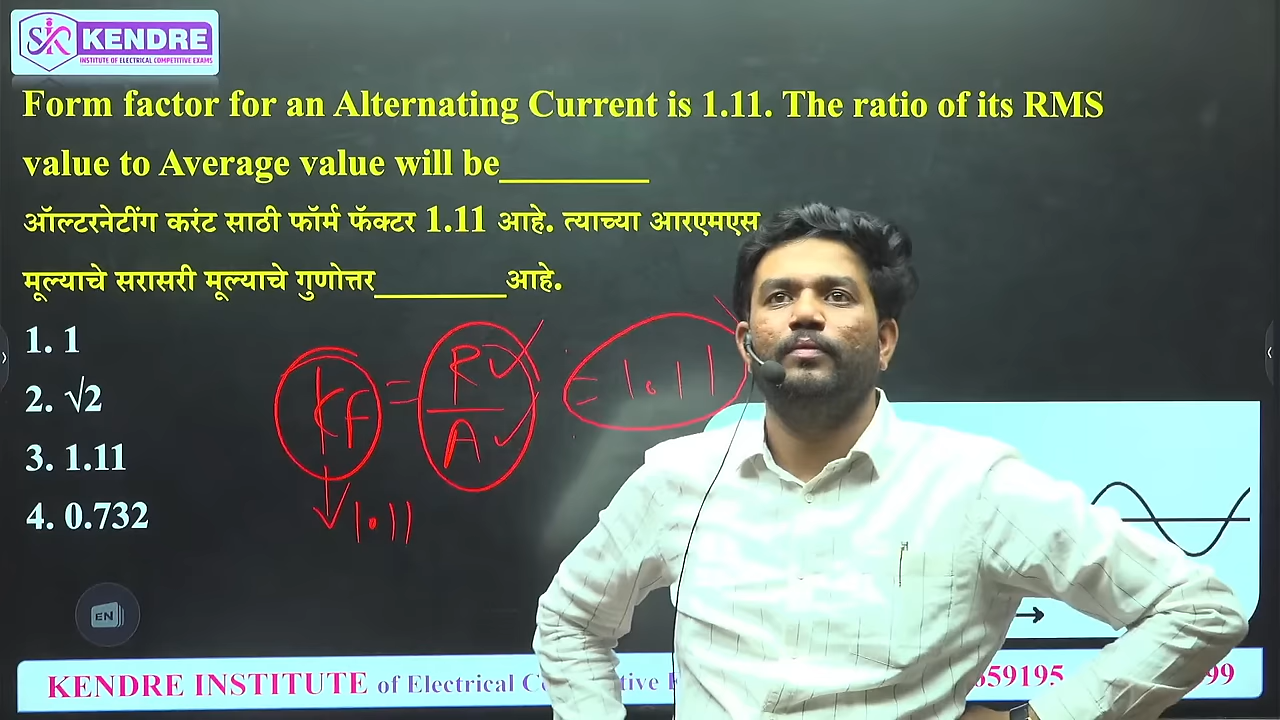 KENDRE
INSTITUTE OF ELECTRICAL COMPETITIVE EXAMS
Form factor for an Alternating Current is 1.11. The ratio of its RMS
value to Average value will be________
ऑल्टरनेटींग करंट साठी फॉर्म फॅक्टर 1.11 आहे. त्याच्या आरएमएस
मूल्याचे सरासरी मूल्याचे गुणोत्तर________आहे.
1. 1
2. √2
3. 1.11
4. 0.732
Kf = R/A = 1.11
1.11
EN
KENDRE INSTITUTE of Electrical